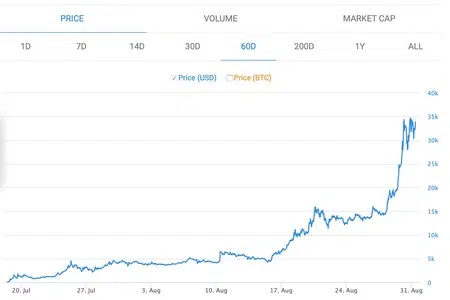 PRICE VOLUME MARKET CAP
1D 7D 14D 30D 60D 200D 1Y ALL
Price (USD) Price (BTC)
40k
35k
30k
25k
20k
15k
10k
5k
0
20. Jul 27. Jul 3. Aug 10. Aug 17. Aug 24. Aug 31. Aug